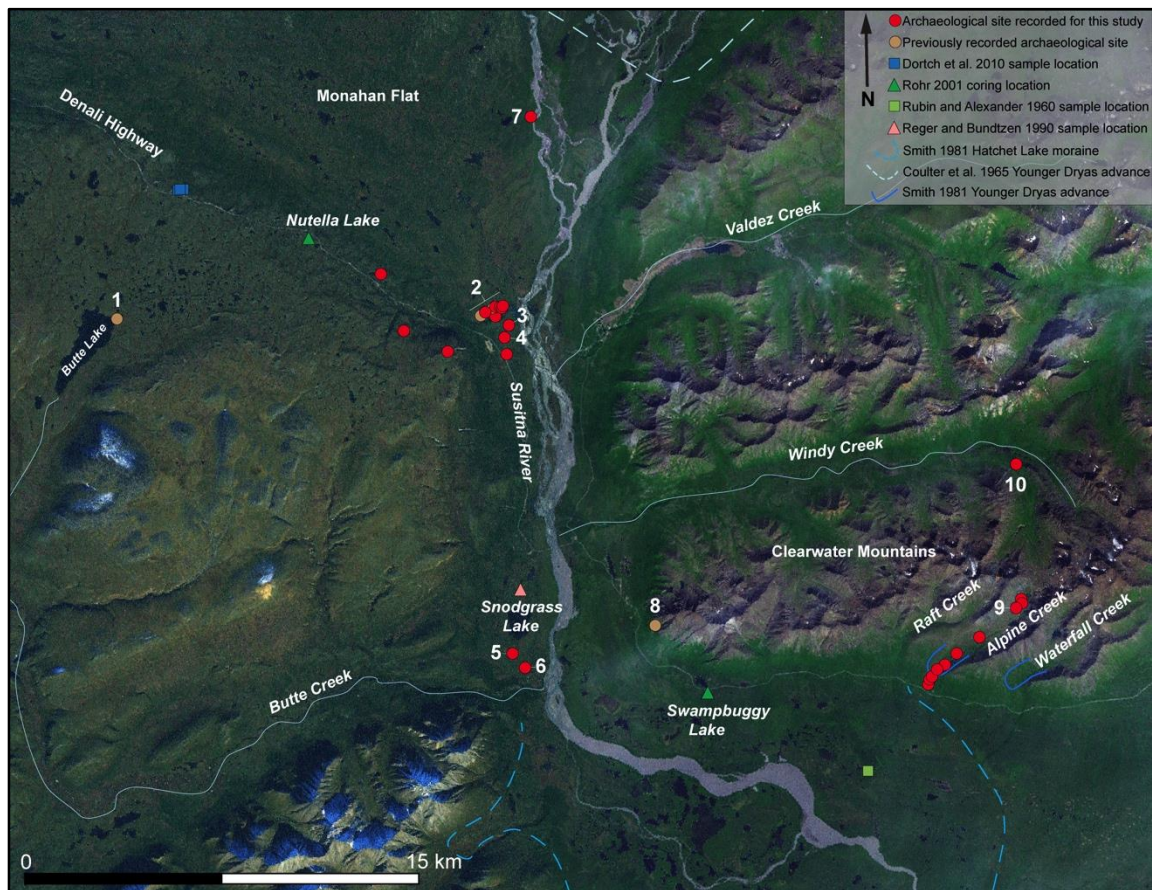 Archaeological site recorded for this study
Previously recorded archaeological site
Dortch et al. 2010 sample location
Rohr 2001 coring location
Rubin and Alexander 1960 sample location
Reger and Bundtzen 1990 sample location
Smith 1981 Hatchet Lake moraine
Coulter et al. 1965 Younger Dryas advance
Smith 1981 Younger Dryas advance
N
Monahan Flat
Denali Highway
7
Nutella Lake
Valdez Creek
1
Butte Lake
2
3
4
Susitna River
Windy Creek
10
Clearwater Mountains
Snodgrass
Lake
8
9
Raft Creek
Alpine Creek
Waterfall Creek
5
6
Butte Creek
Swampbuggy
Lake
0
15 km